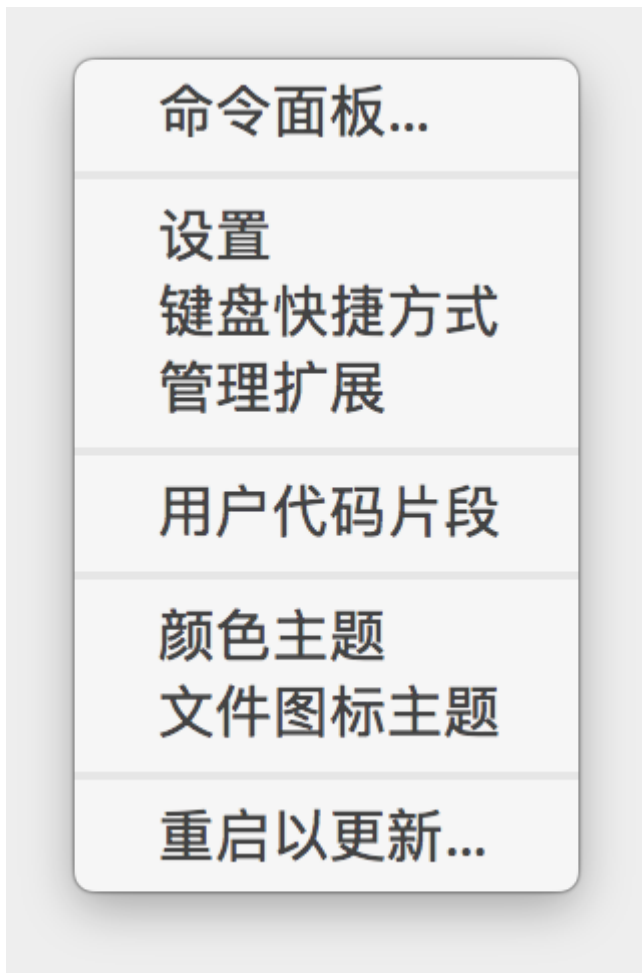 命令面板...
设置
键盘快捷方式
管理扩展
用户代码片段
颜色主题
文件图标主题
重启以更新...